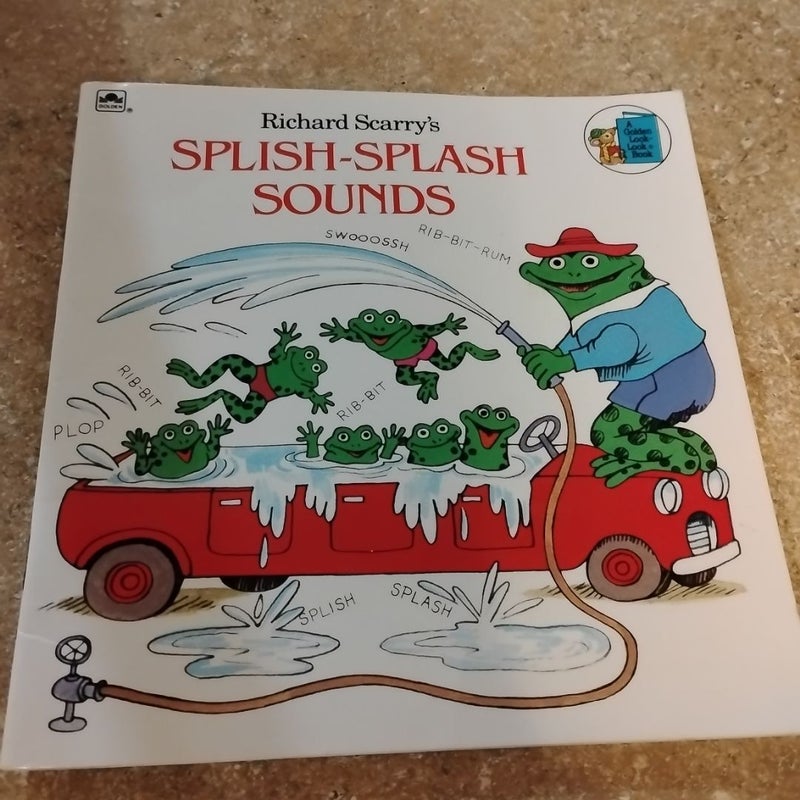 GOLDEN
®
Richard Scarry's
SPLISH-SPLASH
SOUNDS
A
Golden
Look-
Look®
Book
SWOOOSSH
RIB-BIT-RUM
RIB-BIT
RIB-BIT
PLOP
SPLISH
SPLASH